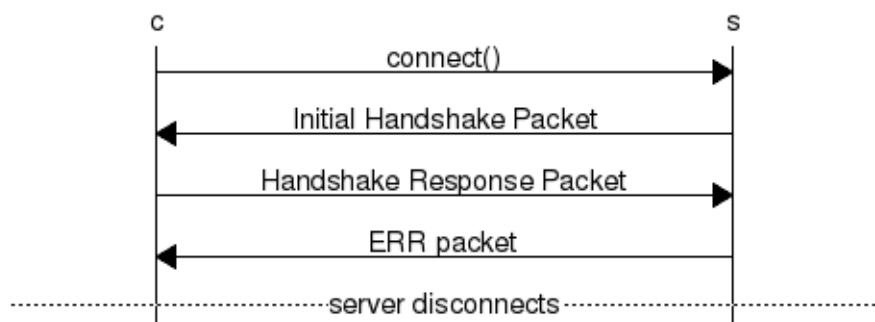 c s
connect()
Initial Handshake Packet
Handshake Response Packet
ERR packet
server disconnects